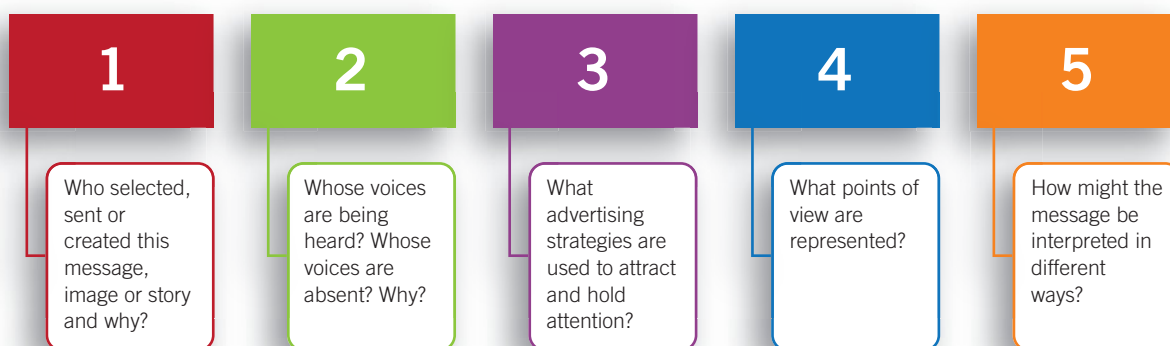 1
Who selected,
sent or
created this
message,
image or story
and why?
2
Whose voices
are being
heard? Whose
voices are
absent? Why?
3
What
advertising
strategies are
used to attract
and hold
attention?
4
What points of
view are
represented?
5
How might the
message be
interpreted in
different
ways?